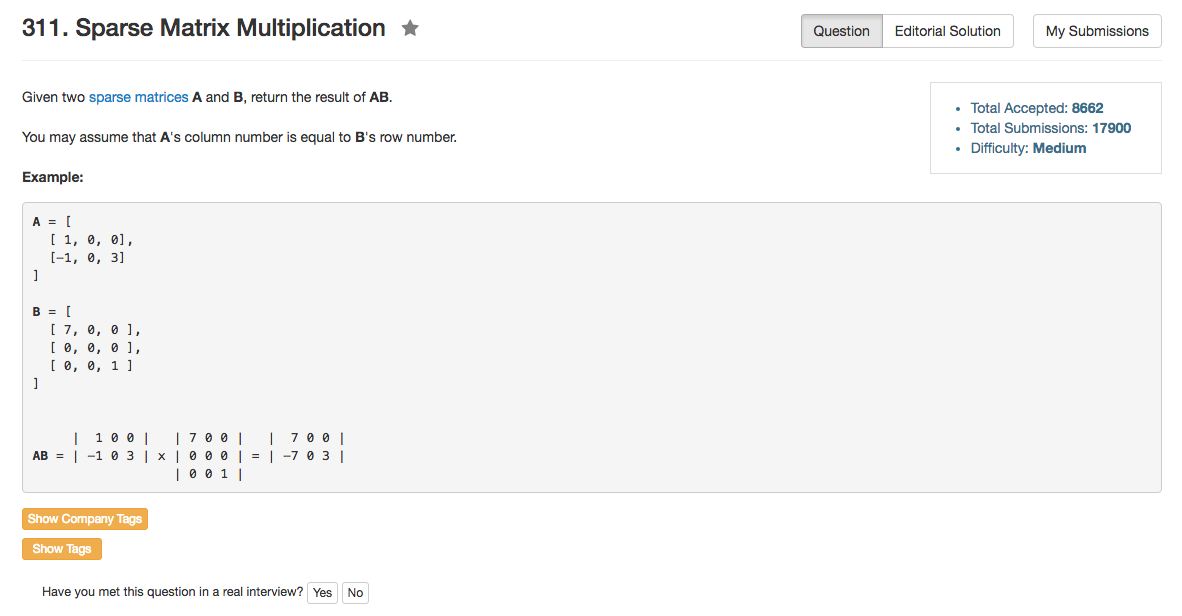 311. Sparse Matrix Multiplication
Question Editorial Solution My Submissions
Given two sparse matrices A and B, return the result of AB.
You may assume that A's column number is equal to B's row number.
• Total Accepted: 8662
• Total Submissions: 17900
• Difficulty: Medium
Example:
A = [
  [ 1, 0, 0],
  [-1, 0, 3]
]
B = [
  [ 7, 0, 0 ],
  [ 0, 0, 0 ],
  [ 0, 0, 1 ]
]
     |  1 0 0 |   | 7 0 0 |   |  7 0 0 |
AB = | -1 0 3 | x | 0 0 0 | = | -7 0 3 |
                  | 0 0 1 |
Show Company Tags
Show Tags
Have you met this question in a real interview? Yes No